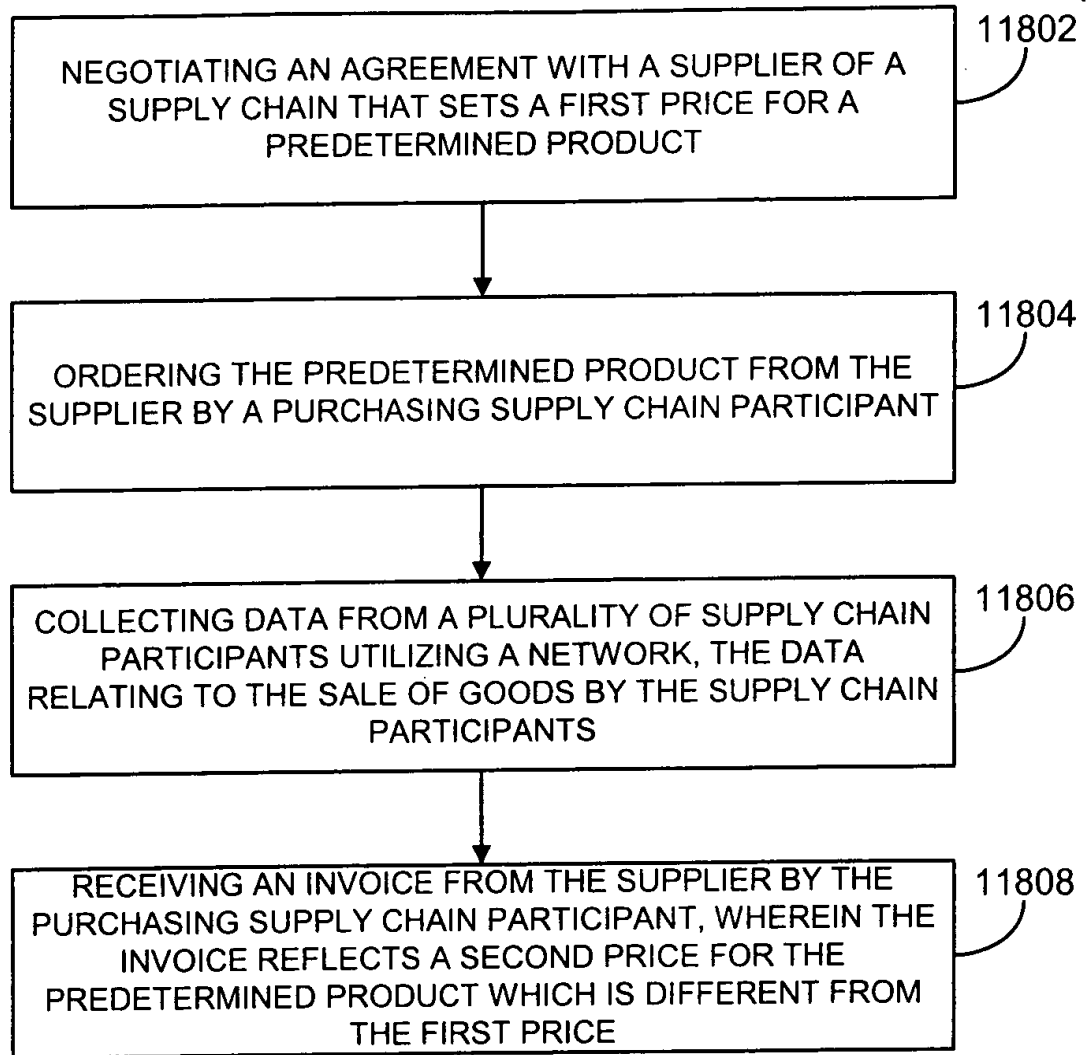 11802
NEGOTIATING AN AGREEMENT WITH A SUPPLIER OF A
SUPPLY CHAIN THAT SETS A FIRST PRICE FOR A
PREDETERMINED PRODUCT
11804
ORDERING THE PREDETERMINED PRODUCT FROM THE
SUPPLIER BY A PURCHASING SUPPLY CHAIN PARTICIPANT
11806
COLLECTING DATA FROM A PLURALITY OF SUPPLY CHAIN
PARTICIPANTS UTILIZING A NETWORK, THE DATA
RELATING TO THE SALE OF GOODS BY THE SUPPLY CHAIN
PARTICIPANTS
11808
RECEIVING AN INVOICE FROM THE SUPPLIER BY THE
PURCHASING SUPPLY CHAIN PARTICIPANT, WHEREIN THE
INVOICE REFLECTS A SECOND PRICE FOR THE
PREDETERMINED PRODUCT WHICH IS DIFFERENT FROM
THE FIRST PRICE